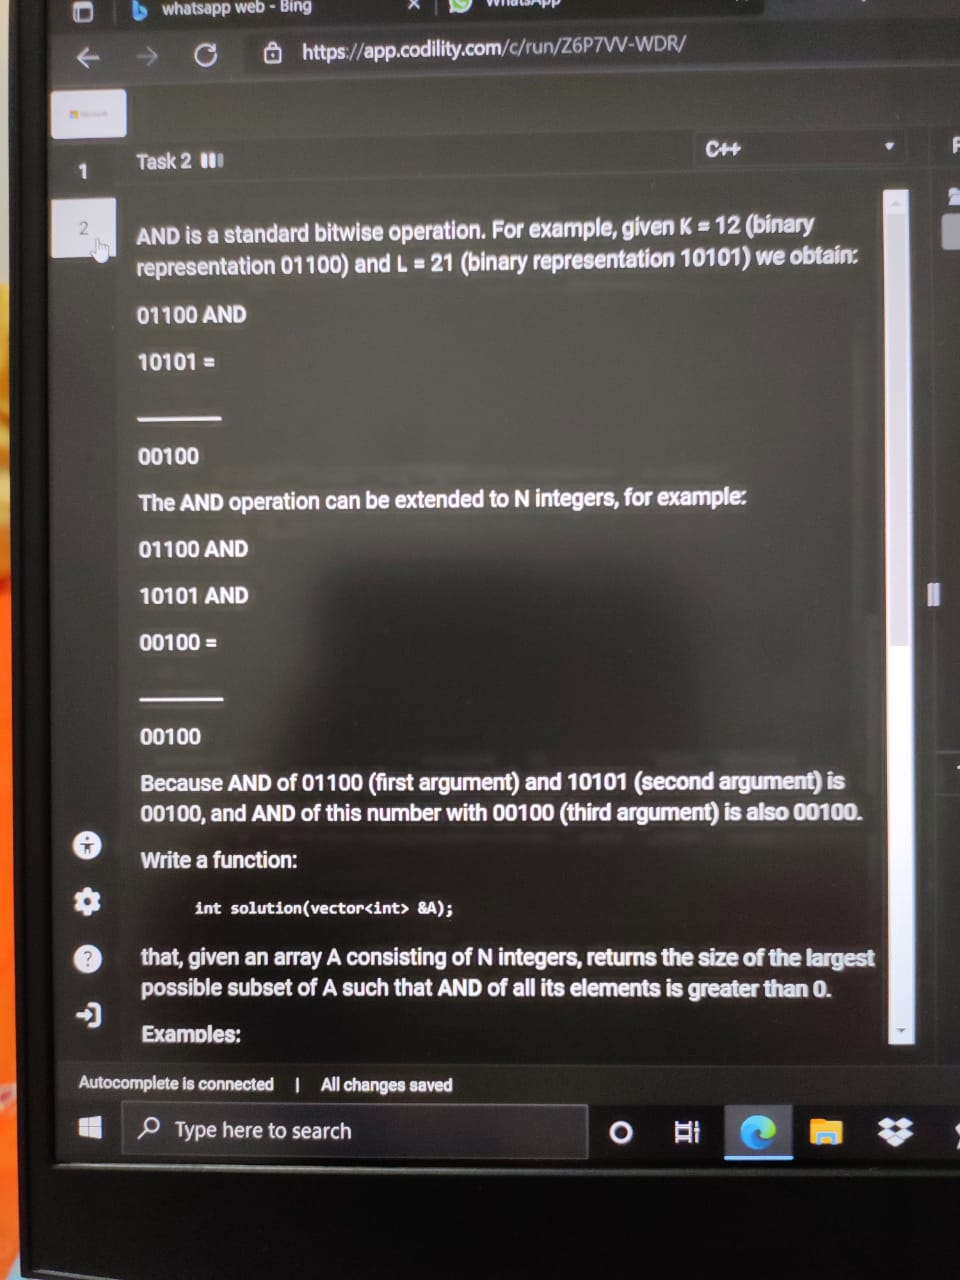 whatsapp web - Bing
WhatsApp
https://app.codility.com/c/run/Z6P7VV-WDR/
Microsoft
1
Task 2
C++
2
AND is a standard bitwise operation. For example, given K = 12 (binary
representation 01100) and L = 21 (binary representation 10101) we obtain:
01100 AND
10101 =
00100
The AND operation can be extended to N integers, for example:
01100 AND
10101 AND
00100 =
00100
Because AND of 01100 (first argument) and 10101 (second argument) is
00100, and AND of this number with 00100 (third argument) is also 00100.
Write a function:
int solution(vector<int> &A);
that, given an array A consisting of N integers, returns the size of the largest
possible subset of A such that AND of all its elements is greater than 0.
Examples:
Autocomplete is connected | All changes saved
Type here to search